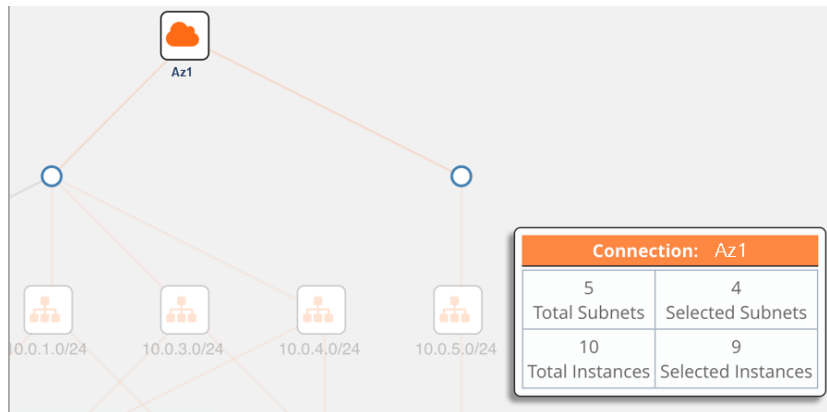 Az1
10.0.1.0/24
10.0.3.0/24
10.0.4.0/24
10.0.5.0/24
Connection: Az1
5 4
Total Subnets Selected Subnets
10 9
Total Instances Selected Instances